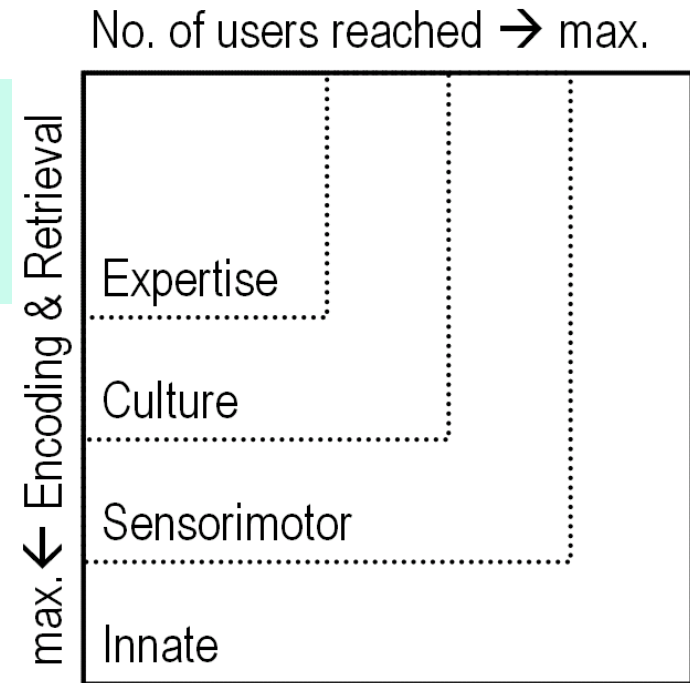 No. of users reached → max.
max. ← Encoding & Retrieval
Expertise
Culture
Sensorimotor
Innate